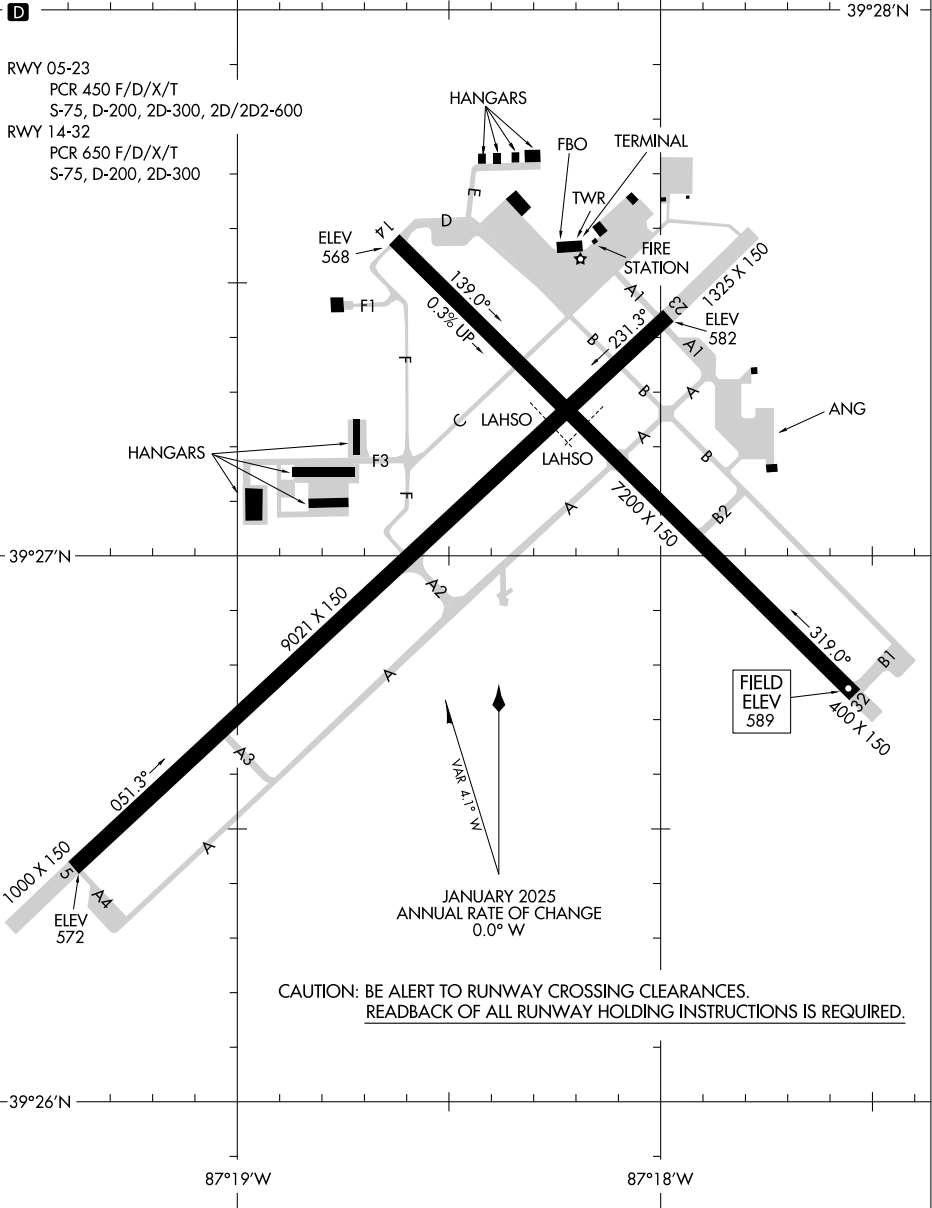 D
39°28'N
RWY 05-23
PCR 450 F/D/X/T
S-75, D-200, 2D-300, 2D/2D2-600
RWY 14-32
PCR 650 F/D/X/T
S-75, D-200, 2D-300
HANGARS
FBO
TERMINAL
TWR
E
D
14
ELEV
568
FIRE
STATION
1325 X 150
139.0°
0.3% UP
A1
23
ELEV
582
F1
231.3°
B
A1
F
B
A
ANG
C
LAHSO
A
HANGARS
LAHSO
B
F3
F
7200 X 150
A
B2
39°27'N
A2
9021 X 150
319.0°
B1
A
FIELD
ELEV
589
32
400 X 150
A3
VAR 4.1° W
051.3°
A
1000 X 150
5
A4
ELEV
572
JANUARY 2025
ANNUAL RATE OF CHANGE
0.0° W
CAUTION: BE ALERT TO RUNWAY CROSSING CLEARANCES.
READBACK OF ALL RUNWAY HOLDING INSTRUCTIONS IS REQUIRED.
39°26'N
87°19'W
87°18'W